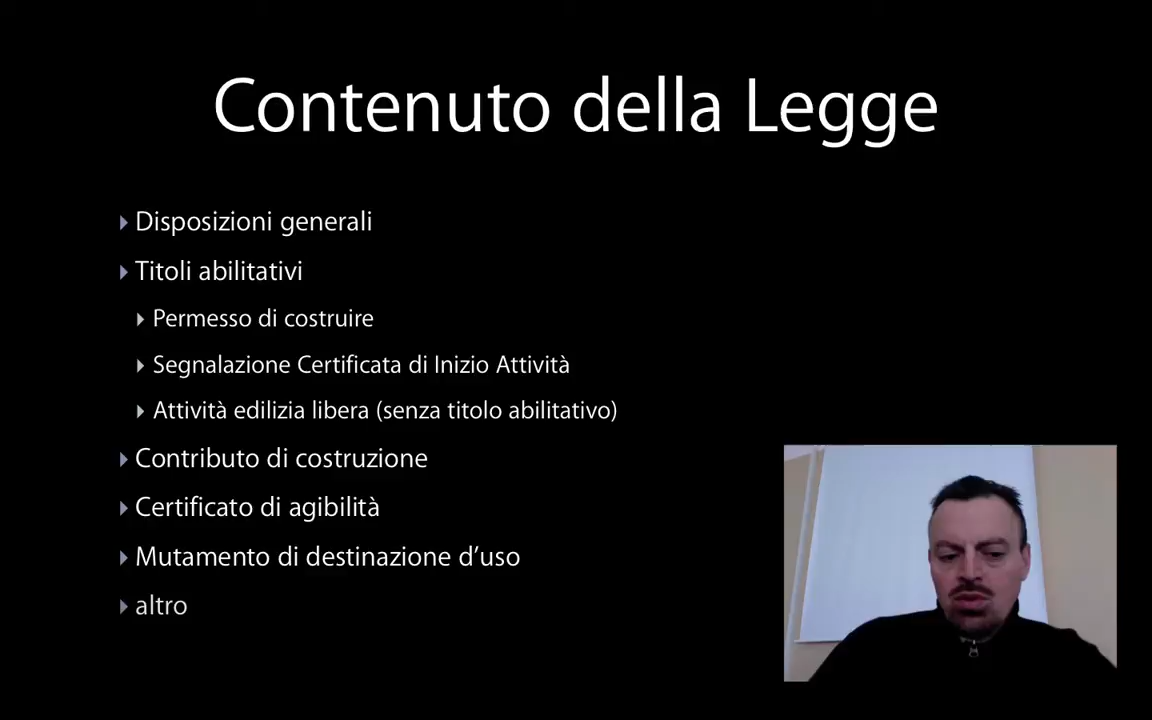 Contenuto della Legge
Disposizioni generali
Titoli abilitativi
Permesso di costruire
Segnalazione Certificata di Inizio Attività
Attività edilizia libera (senza titolo abilitativo)
Contributo di costruzione
Certificato di agibilità
Mutamento di destinazione d’uso
altro